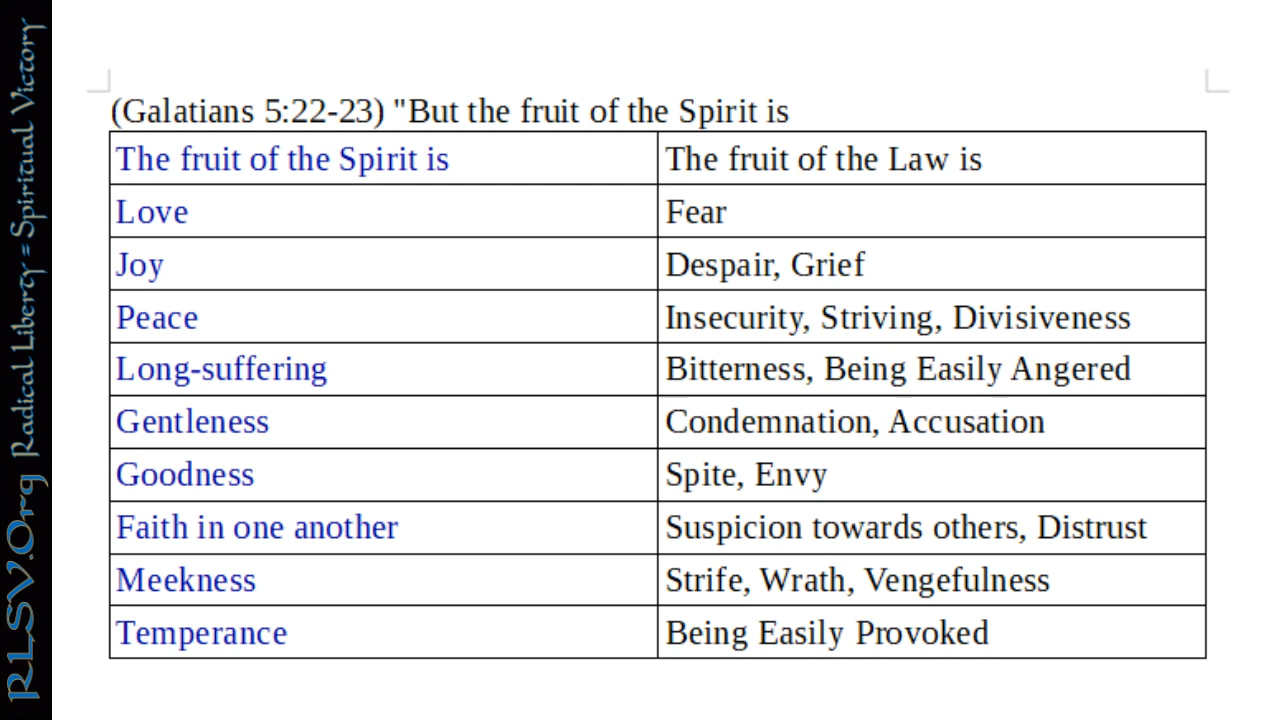 RLSV.Org Radical Liberty = Spiritual Victory
(Galatians 5:22-23) "But the fruit of the Spirit is
The fruit of the Spirit is The fruit of the Law is
Love Fear
Joy Despair, Grief
Peace Insecurity, Striving, Divisiveness
Long-suffering Bitterness, Being Easily Angered
Gentleness Condemnation, Accusation
Goodness Spite, Envy
Faith in one another Suspicion towards others, Distrust
Meekness Strife, Wrath, Vengefulness
Temperance Being Easily Provoked